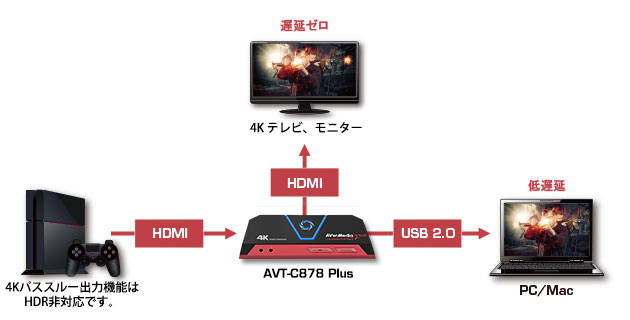 遅延ゼロ
4K テレビ、モニター
HDMI
低遅延
HDMI
USB 2.0
4K
AVerMedia
AVT-C878 Plus
PC/Mac
4Kパススルー出力機能は
HDR非対応です。